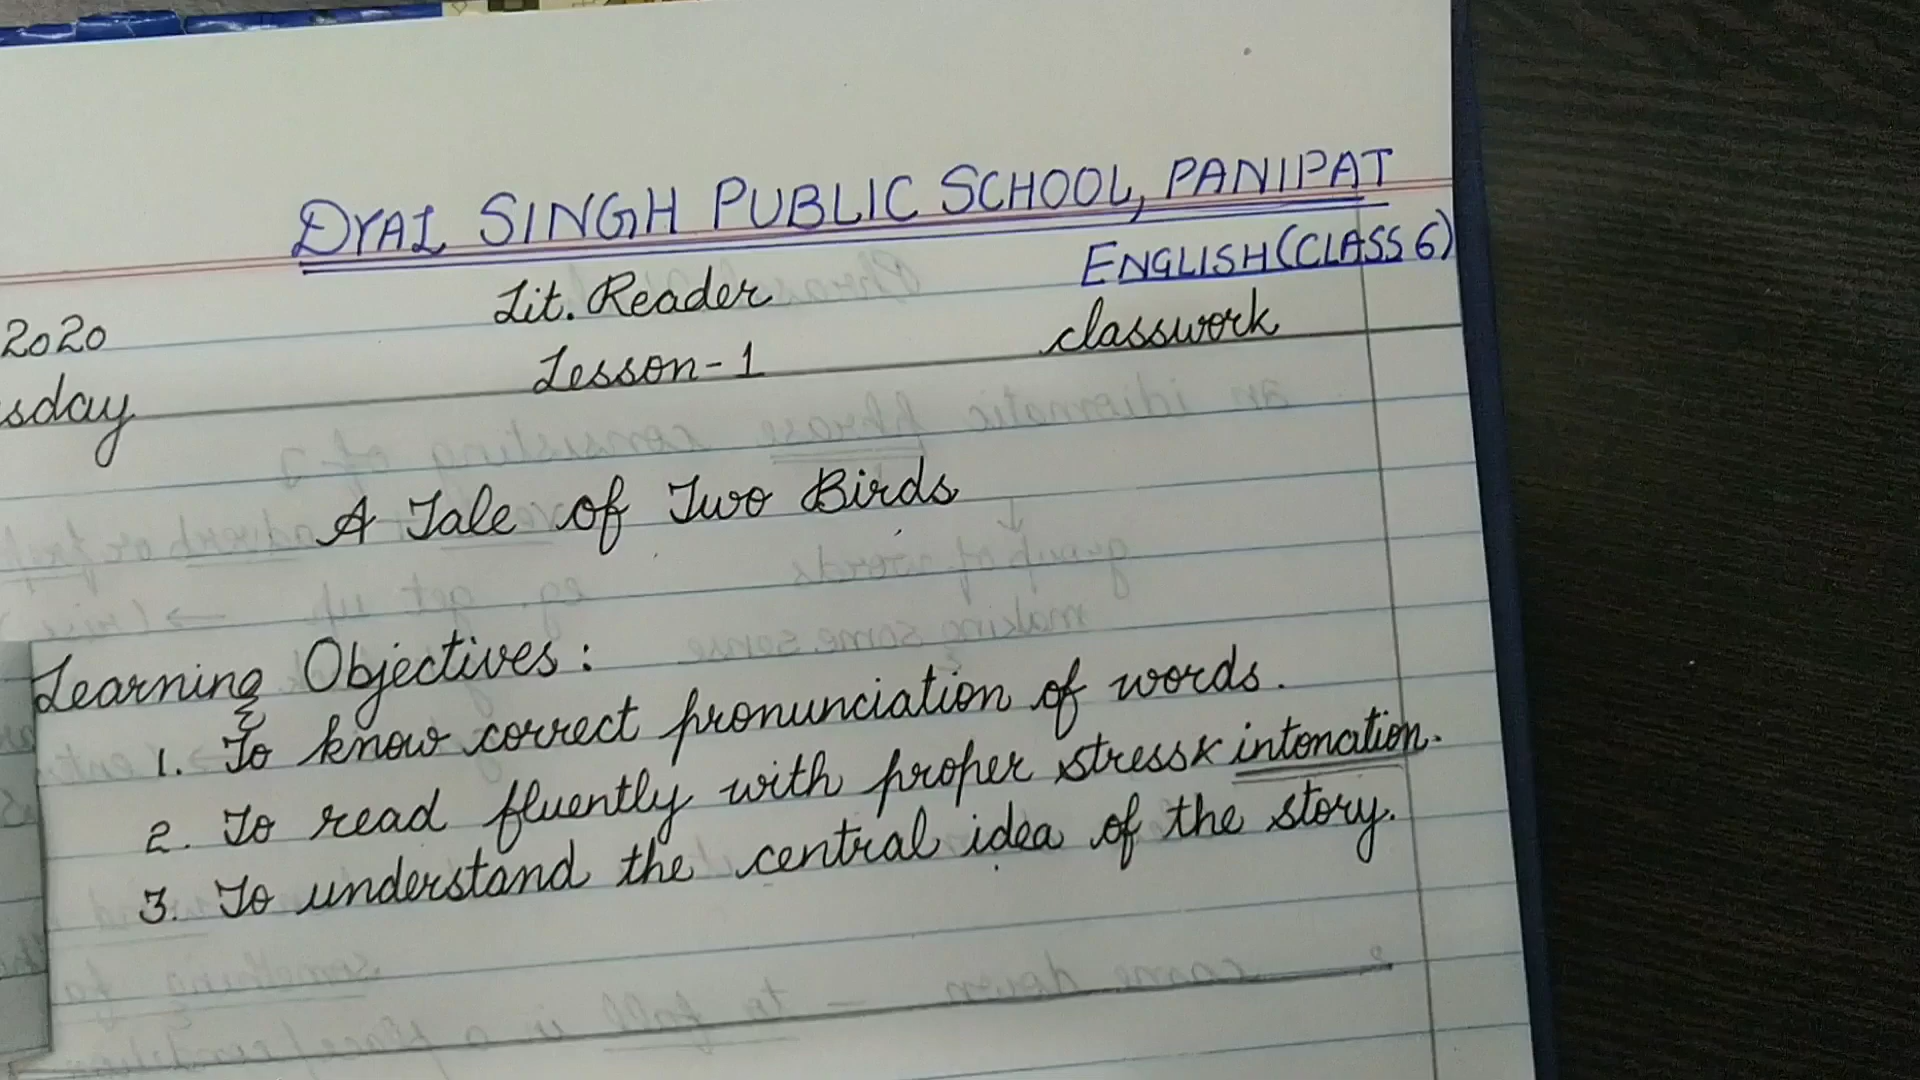 DYAL SINGH PUBLIC SCHOOL, PANIPAT
ENGLISH (CLASS 6)
2020 Lit. Reader classwork
sday Lesson-1
A Tale of Two Birds
Learning Objectives:
1. To know correct pronunciation of words.
2. To read fluently with proper stress & intonation.
3. To understand the central idea of the story.